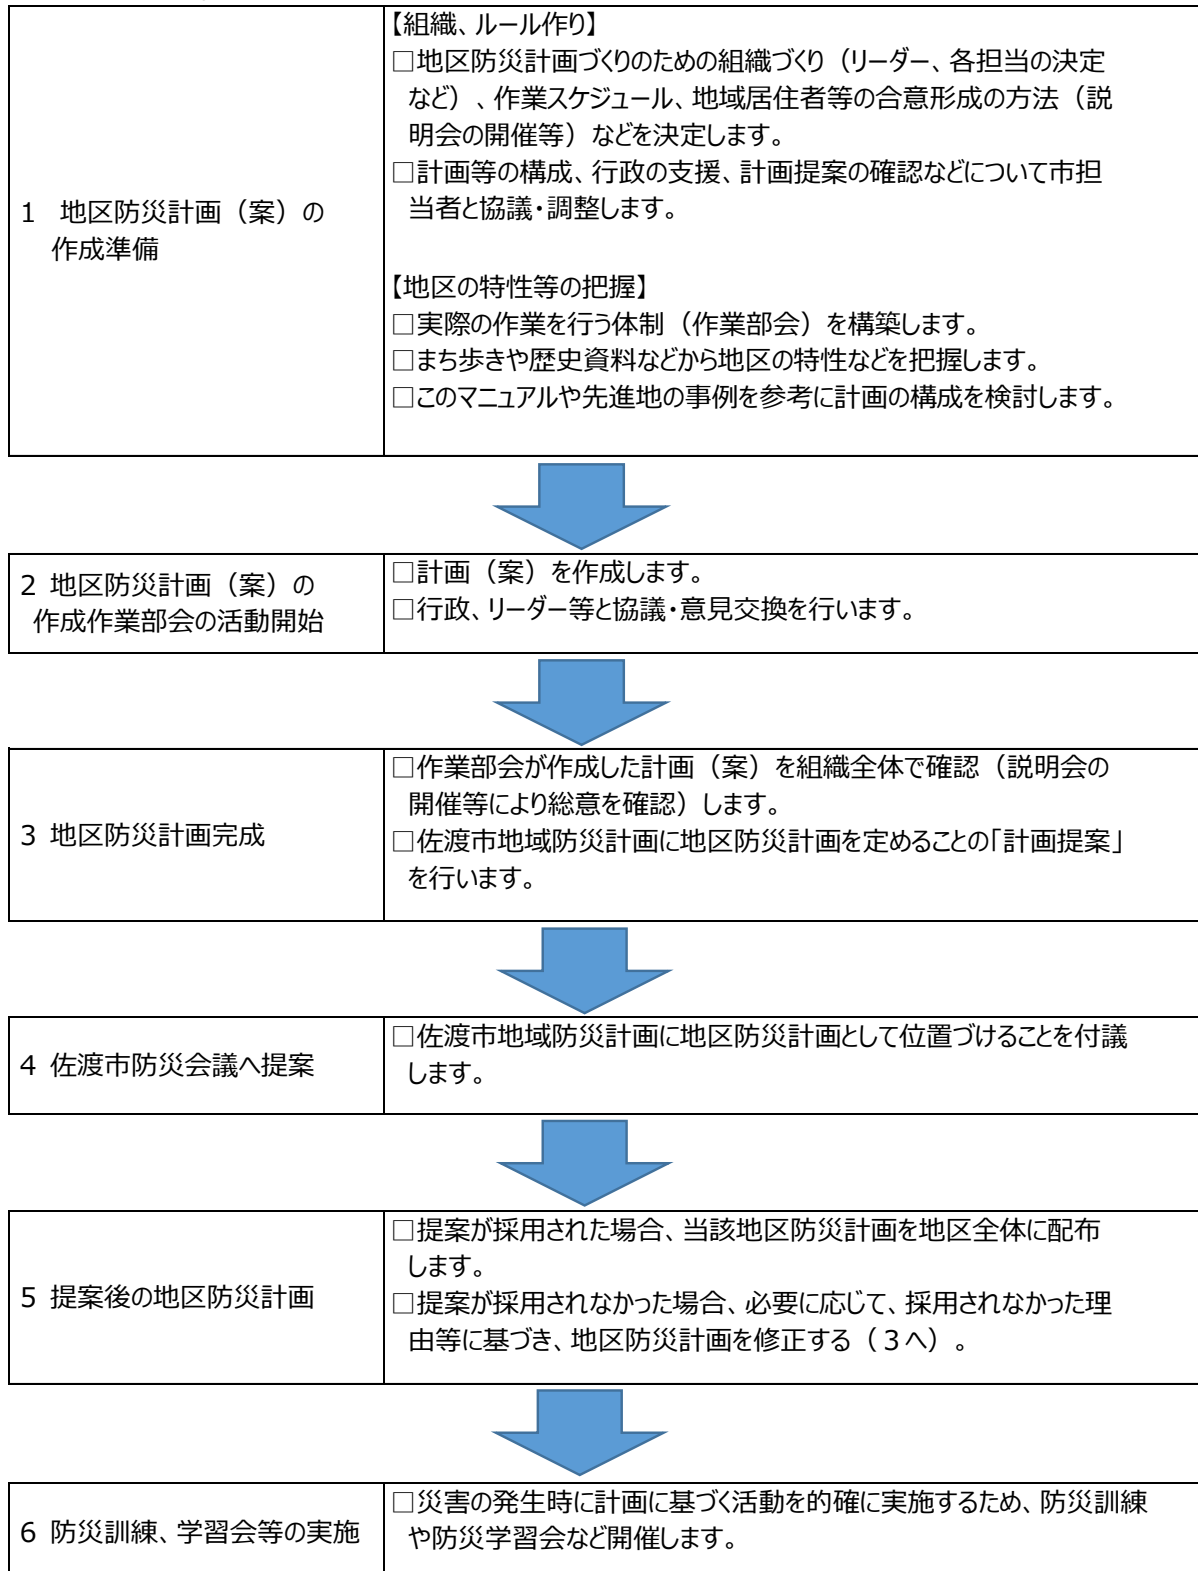 1 地区防災計画（案）の
作成準備
【組織、ルール作り】
□地区防災計画づくりのための組織づくり（リーダー、各担当の決定
など）、作業スケジュール、地域居住者等の合意形成の方法（説
明会の開催等）などを決定します。
□計画等の構成、行政の支援、計画提案の確認などについて市担
当者と協議・調整します。
【地区の特性等の把握】
□実際の作業を行う体制（作業部会）を構築します。
□まち歩きや歴史資料などから地区の特性などを把握します。
□このマニュアルや先進地の事例を参考に計画の構成を検討します。
2 地区防災計画（案）の
作成作業部会の活動開始
□計画（案）を作成します。
□行政、リーダー等と協議・意見交換を行います。
3 地区防災計画完成
□作業部会が作成した計画（案）を組織全体で確認（説明会の
開催等により総意を確認）します。
□佐渡市地域防災計画に地区防災計画を定めることの「計画提案」
を行います。
4 佐渡市防災会議へ提案
□佐渡市地域防災計画に地区防災計画として位置づけることを付議
します。
5 提案後の地区防災計画
□提案が採用された場合、当該地区防災計画を地区全体に配布
します。
□提案が採用されなかった場合、必要に応じて、採用されなかった理
由等に基づき、地区防災計画を修正する（３へ）。
6 防災訓練、学習会等の実施
□災害の発生時に計画に基づく活動を的確に実施するため、防災訓練
や防災学習会など開催します。